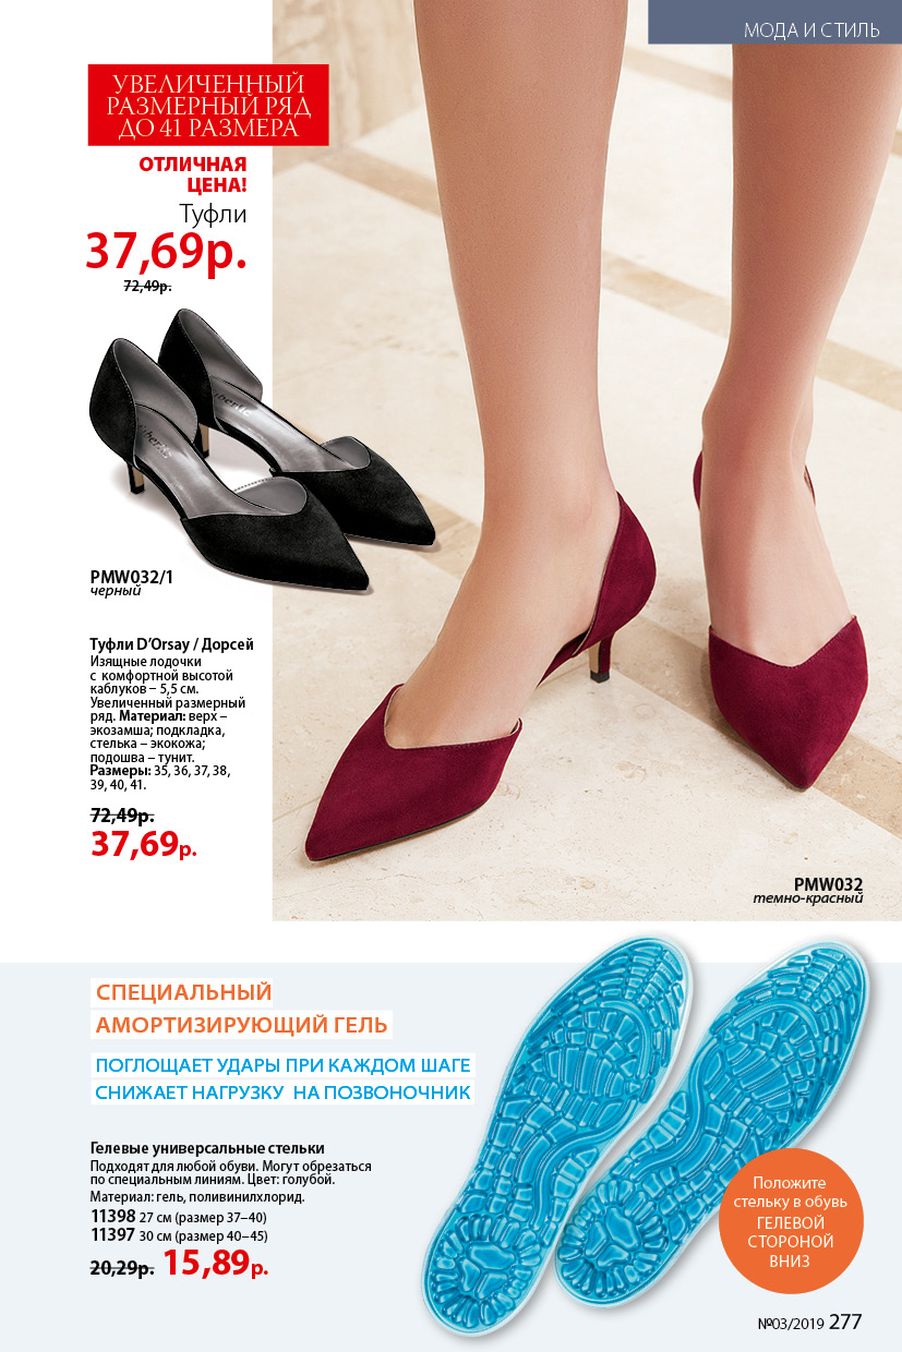 МОДА И СТИЛЬ
УВЕЛИЧЕННЫЙ
РАЗМЕРНЫЙ РЯД
ДО 41 РАЗМЕРА
ОТЛИЧНАЯ
ЦЕНА!
Туфли
37,69р.
72,49р.
PMW032/1
черный
Туфли D’Orsay / Дорсей
Изящные лодочки
с комфортной высотой
каблуков – 5,5 см.
Увеличенный размерный
ряд. Материал: верх –
экозамша; подкладка,
стелька – экокожа;
подошва – тунит.
Размеры: 35, 36, 37, 38,
39, 40, 41.
72,49р.
37,69р.
PMW032
темно-красный
СПЕЦИАЛЬНЫЙ
АМОРТИЗИРУЮЩИЙ ГЕЛЬ
ПОГЛОЩАЕТ УДАРЫ ПРИ КАЖДОМ ШАГЕ
СНИЖАЕТ НАГРУЗКУ НА ПОЗВОНОЧНИК
Гелевые универсальные стельки
Подходят для любой обуви. Могут обрезаться
по специальным линиям. Цвет: голубой.
Материал: гель, поливинилхлорид.
11398 27 см (размер 37–40)
11397 30 см (размер 40–45)
20,29р. 15,89р.
Положите
стельку в обувь
ГЕЛЕВОЙ
СТОРОНОЙ
ВНИЗ
№03/2019 277